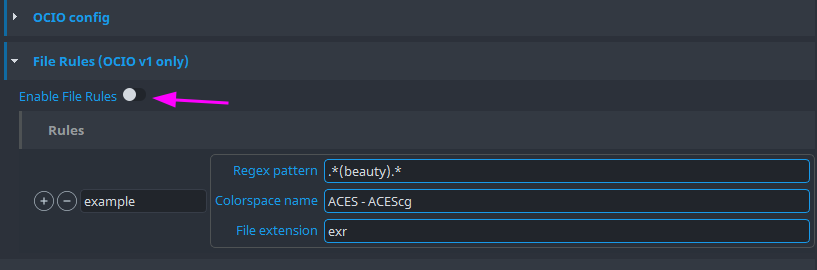 OCIO config
File Rules (OCIO v1 only)
Enable File Rules
Rules
Regex pattern .*(beauty).*
example Colorspace name ACES - ACEScg
File extension exr